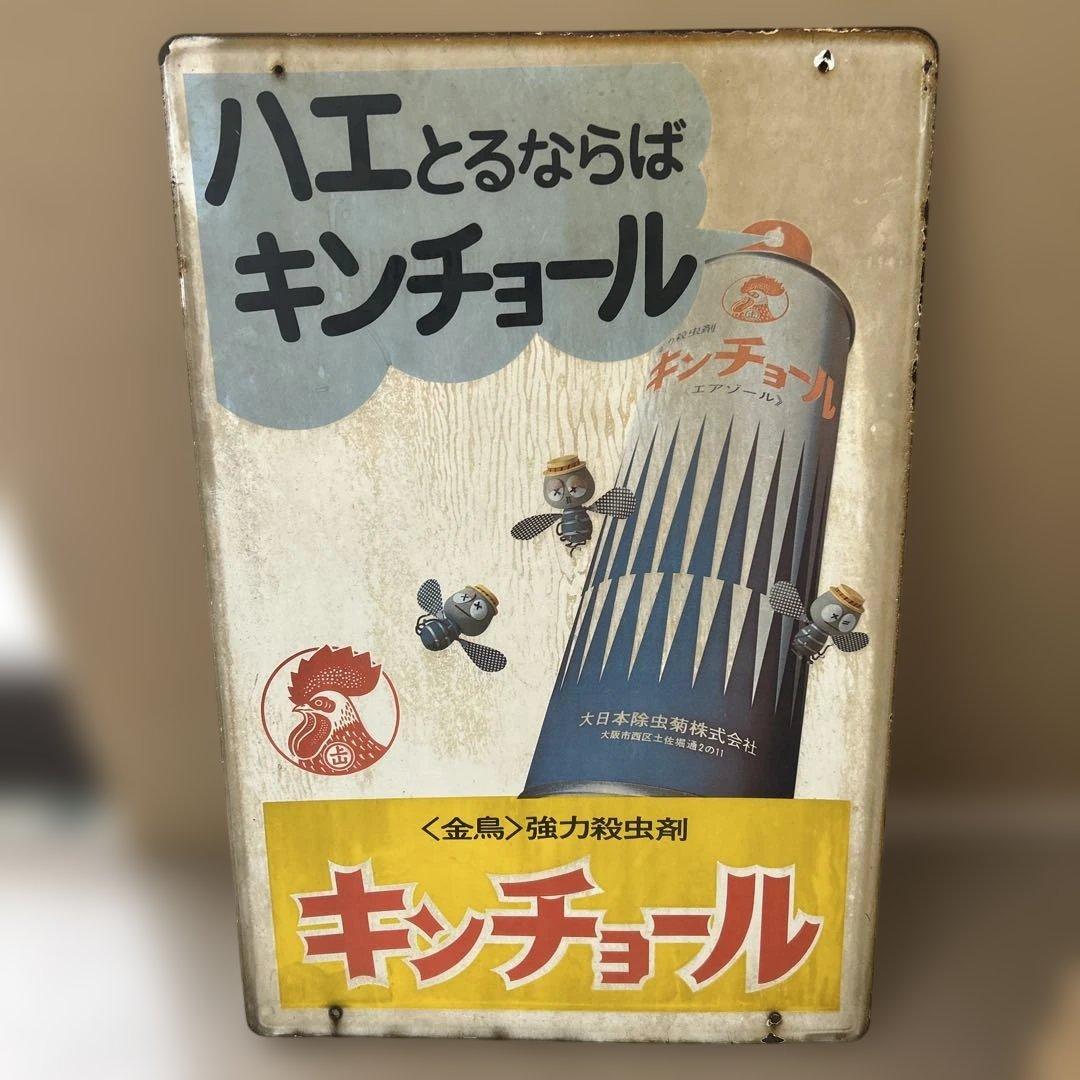 ハエとるならば
キンチョール
力殺虫剤
キンチョール
《エアゾール》
大日本除虫菊株式会社
大阪市西区土佐堀通2の11
〈金鳥〉強力殺虫剤
キンチョール